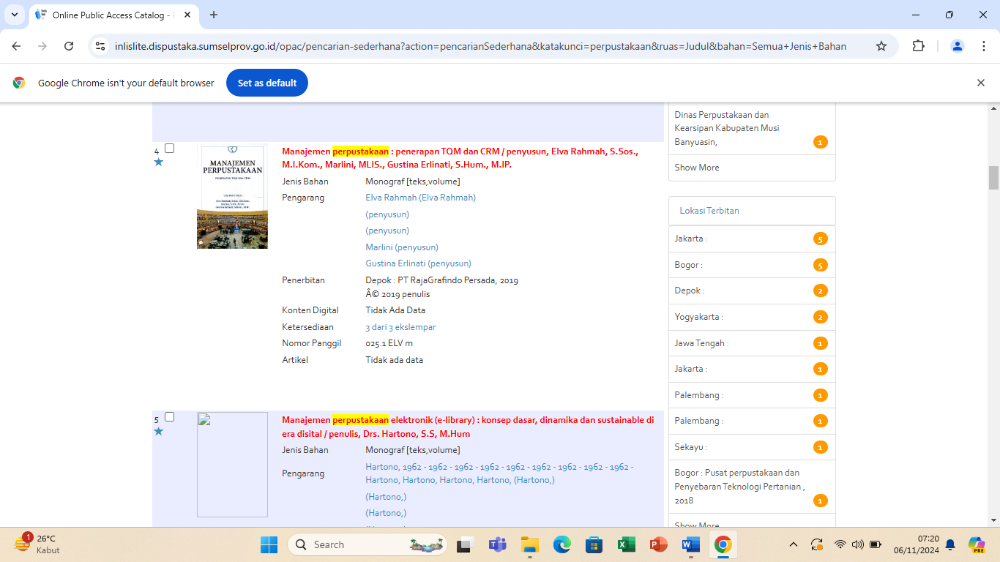 Online Public Access Catalog -
inlislite.dispustaka.sumselprov.go.id/opac/pencarian-sederhana?action=pencarianSederhana&katakunci=perpustakaan&ruas=Judul&bahan=Semua+Jenis+Bahan
Google Chrome isn't your default browser
Set as default
4
MANAJEMEN
PERPUSTAKAAN
Manajemen perpustakaan : penerapan TQM dan CRM / penyusun, Elva Rahmah, S.Sos.,
M.I.Kom., Marlini, MLIS., Gustina Erlinati, S.Hum., M.IP.
Jenis Bahan Monograf [teks,volume]
Pengarang Elva Rahmah (Elva Rahmah)
(penyusun)
(penyusun)
Marlini (penyusun)
Gustina Erlinati (penyusun)
Penerbitan Depok : PT RajaGrafindo Persada, 2019
Â© 2019 penulis
Konten Digital Tidak Ada Data
Ketersediaan 3 dari 3 ekslempar
Nomor Panggil 025.1 ELV m
Artikel Tidak ada data
5
Manajemen perpustakaan elektronik (e-library) : konsep dasar, dinamika dan sustainable di
era disital / penulis, Drs. Hartono, S.S, M.Hum
Jenis Bahan Monograf [teks,volume]
Pengarang
Hartono, 1962 - 1962 - 1962 - 1962 - 1962 - 1962 - 1962 - 1962 - 1962 -
Hartono, Hartono, Hartono, Hartono, (Hartono,)
(Hartono,)
(Hartono,)
Dinas Perpustakaan dan
Kearsipan Kabupaten Musi
Banyuasin, 1
Show More
Lokasi Terbitan
Jakarta : 5
Bogor : 5
Depok : 2
Yogyakarta : 2
Jawa Tengah : 1
Jakarta : 1
Palembang : 1
Palembang : 1
Sekayu : 1
Bogor : Pusat perpustakaan dan
Penyebaran Teknologi Pertanian ,
2018 1
Show More
1
26°C
Kabut
Search
07:20
06/11/2024
PRE